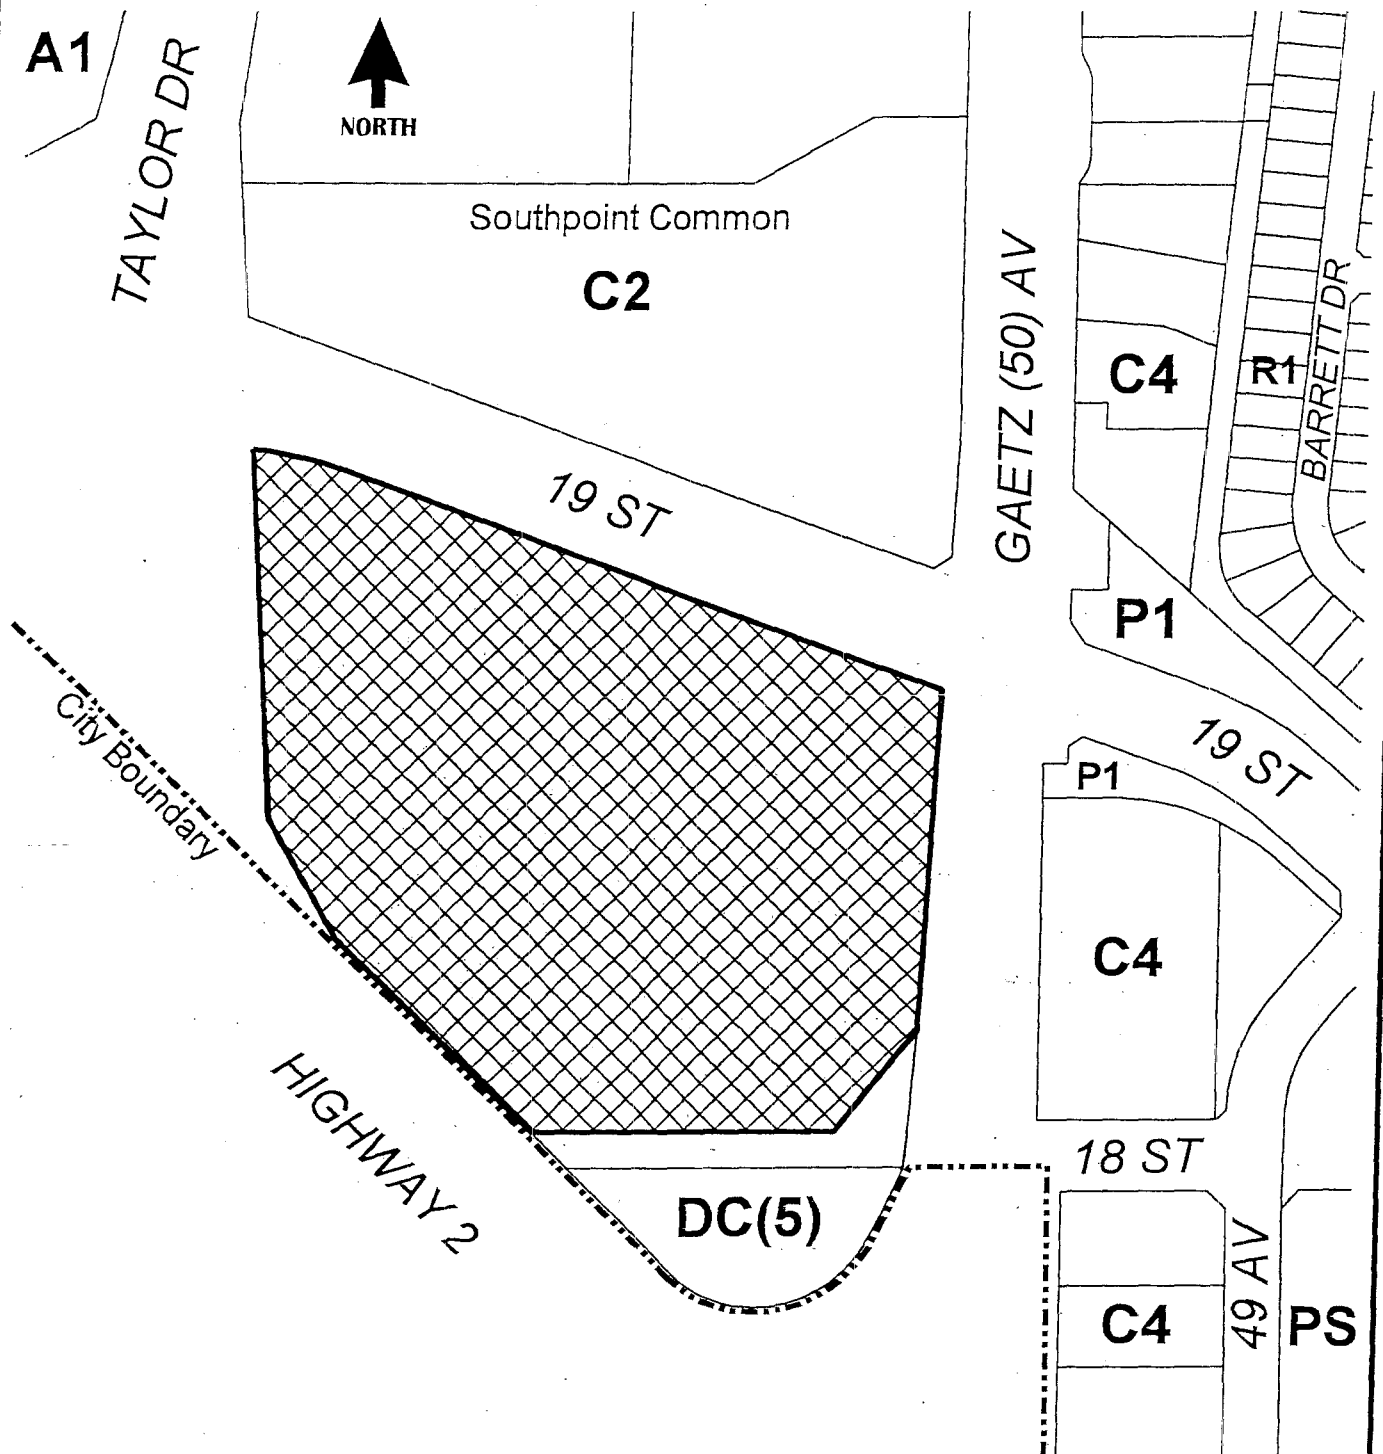 A1
TAYLOR DR
NORTH
Southpoint Common
C2
GAETZ (50) AV
C4
R1
BARRETT DR
19 ST
P1
19 ST
P1
City Boundary
C4
HIGHWAY 2
18 ST
DC(5)
49 AV
C4
PS